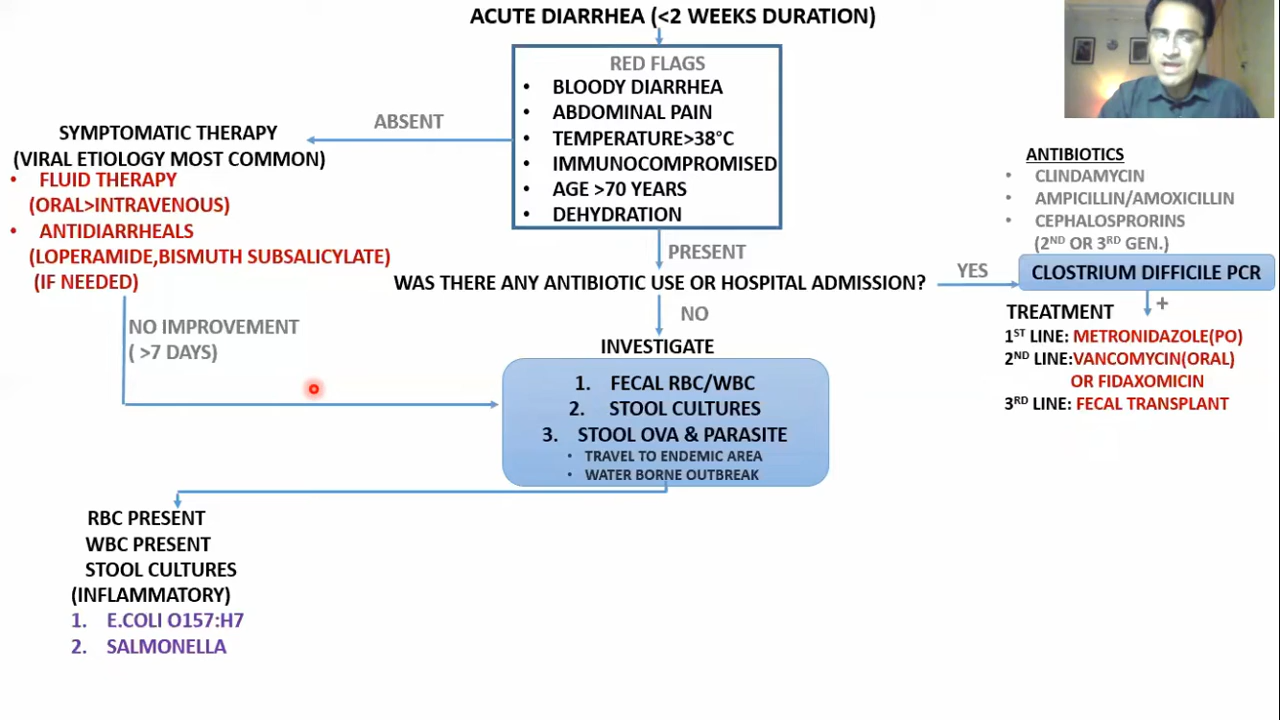 ACUTE DIARRHEA (<2 WEEKS DURATION)
RED FLAGS
• BLOODY DIARRHEA
• ABDOMINAL PAIN
• TEMPERATURE>38°C
• IMMUNOCOMPROMISED
• AGE >70 YEARS
• DEHYDRATION
ABSENT
SYMPTOMATIC THERAPY
(VIRAL ETIOLOGY MOST COMMON)
• FLUID THERAPY
(ORAL>INTRAVENOUS)
• ANTIDIARRHEALS
(LOPERAMIDE,BISMUTH SUBSALICYLATE)
(IF NEEDED)
NO IMPROVEMENT
( >7 DAYS)
PRESENT
WAS THERE ANY ANTIBIOTIC USE OR HOSPITAL ADMISSION?
YES
ANTIBIOTICS
• CLINDAMYCIN
• AMPICILLIN/AMOXICILLIN
• CEPHALOSPRORINS
(2ND OR 3RD GEN.)
CLOSTRIUM DIFFICILE PCR
+
TREATMENT
1ST LINE: METRONIDAZOLE(PO)
2ND LINE:VANCOMYCIN(ORAL)
OR FIDAXOMICIN
3RD LINE: FECAL TRANSPLANT
NO
INVESTIGATE
1. FECAL RBC/WBC
2. STOOL CULTURES
3. STOOL OVA & PARASITE
• TRAVEL TO ENDEMIC AREA
• WATER BORNE OUTBREAK
RBC PRESENT
WBC PRESENT
STOOL CULTURES
(INFLAMMATORY)
1. E.COLI O157:H7
2. SALMONELLA